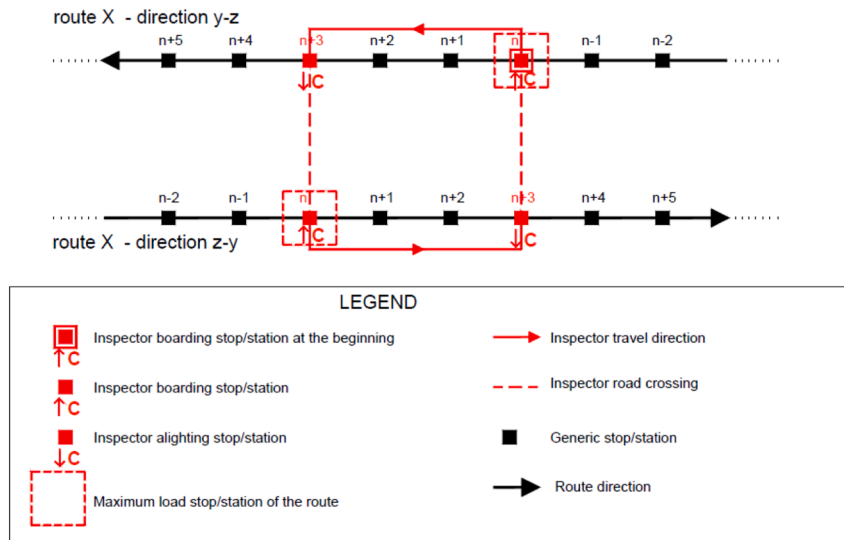 route X - direction y-z
n+5 n+4 n+3 n+2 n+1 n n-1 n-2
C C
n-2 n-1 n n+1 n+2 n+3 n+4 n+5
C C
route X - direction z-y
LEGEND
Inspector boarding stop/station at the beginning
C
Inspector travel direction
Inspector boarding stop/station
C
Inspector road crossing
Inspector alighting stop/station
C
Generic stop/station
Maximum load stop/station of the route
Route direction